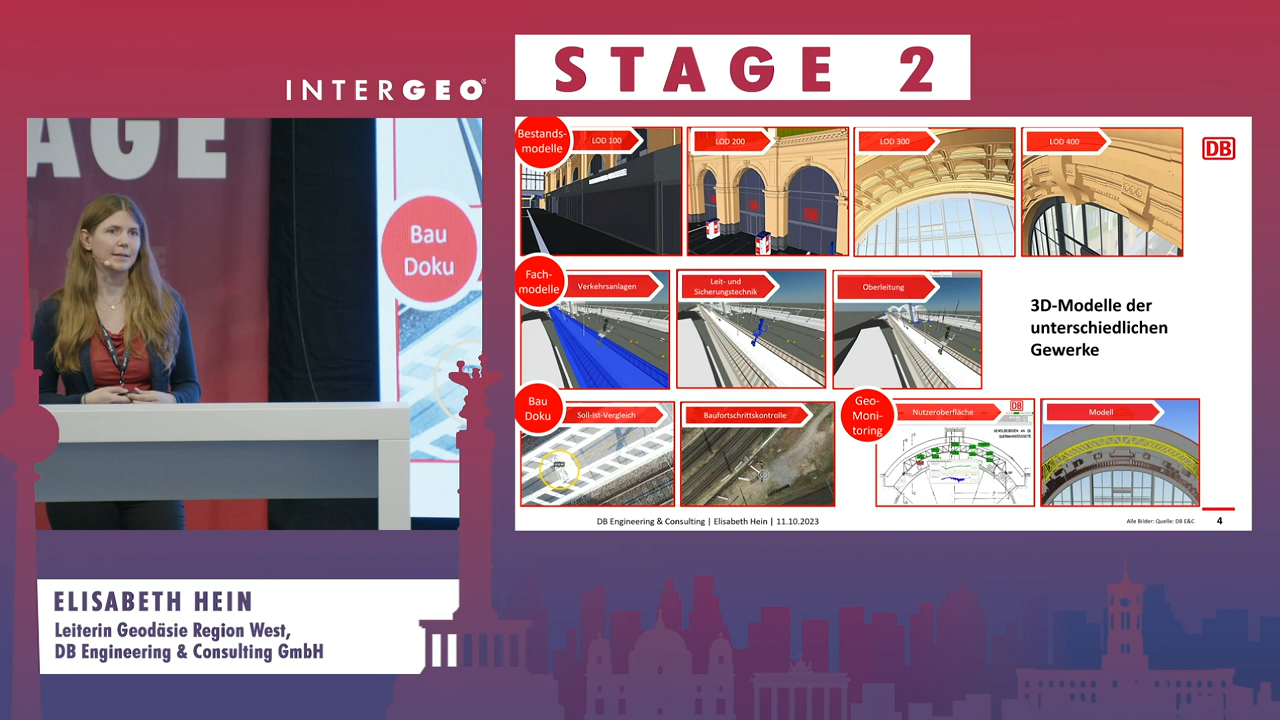 INTERGEO®
STAGE 2
AGE
Bau
Doku
ELISABETH HEIN
Leiterin Geodäsie Region West,
DB Engineering & Consulting GmbH
Bestands-
modelle
LOD 100
LOD 200
LOD 300
LOD 400
DB
Fach-
modelle
Verkehrsanlagen
Leit- und
Sicherungstechnik
Oberleitung
3D-Modelle der
unterschiedlichen
Gewerke
Bau
Doku
Soll-Ist-Vergleich
Baufortschrittskontrolle
Geo-
Moni-
toring
Nutzeroberfläche
DB
Modell
DB Engineering & Consulting | Elisabeth Hein | 11.10.2023
Alle Bilder: Quelle: DB E&C
4